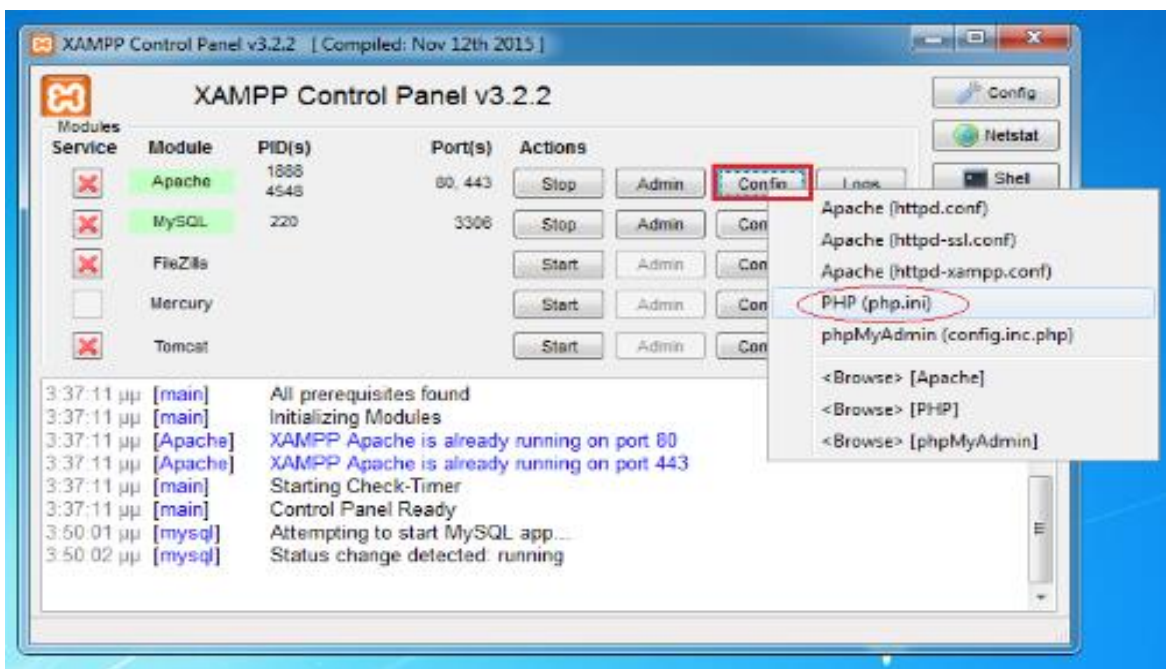 XAMPP Control Panel v3.2.2 [ Compiled: Nov 12th 2015 ]
XAMPP Control Panel v3.2.2
Config
Modules
Service Module PID(s) Port(s) Actions
Netstat
Apache 1888 4548 80, 443 Stop Admin Config Logs
Shell
MySQL 220 3306 Stop Admin Con
FileZilla Start Admin Con
Mercury Start Admin Con
Tomcat Start Admin Con
Apache (httpd.conf)
Apache (httpd-ssl.conf)
Apache (httpd-xampp.conf)
PHP (php.ini)
phpMyAdmin (config.inc.php)
<Browse> [Apache]
<Browse> [PHP]
<Browse> [phpMyAdmin]
3:37:11 μμ [main] All prerequisites found
3:37:11 μμ [main] Initializing Modules
3:37:11 μμ [Apache] XAMPP Apache is already running on port 80
3:37:11 μμ [Apache] XAMPP Apache is already running on port 443
3:37:11 μμ [main] Starting Check-Timer
3:37:11 μμ [main] Control Panel Ready
3:50:01 μμ [mysql] Attempting to start MySQL app...
3:50:02 μμ [mysql] Status change detected: running